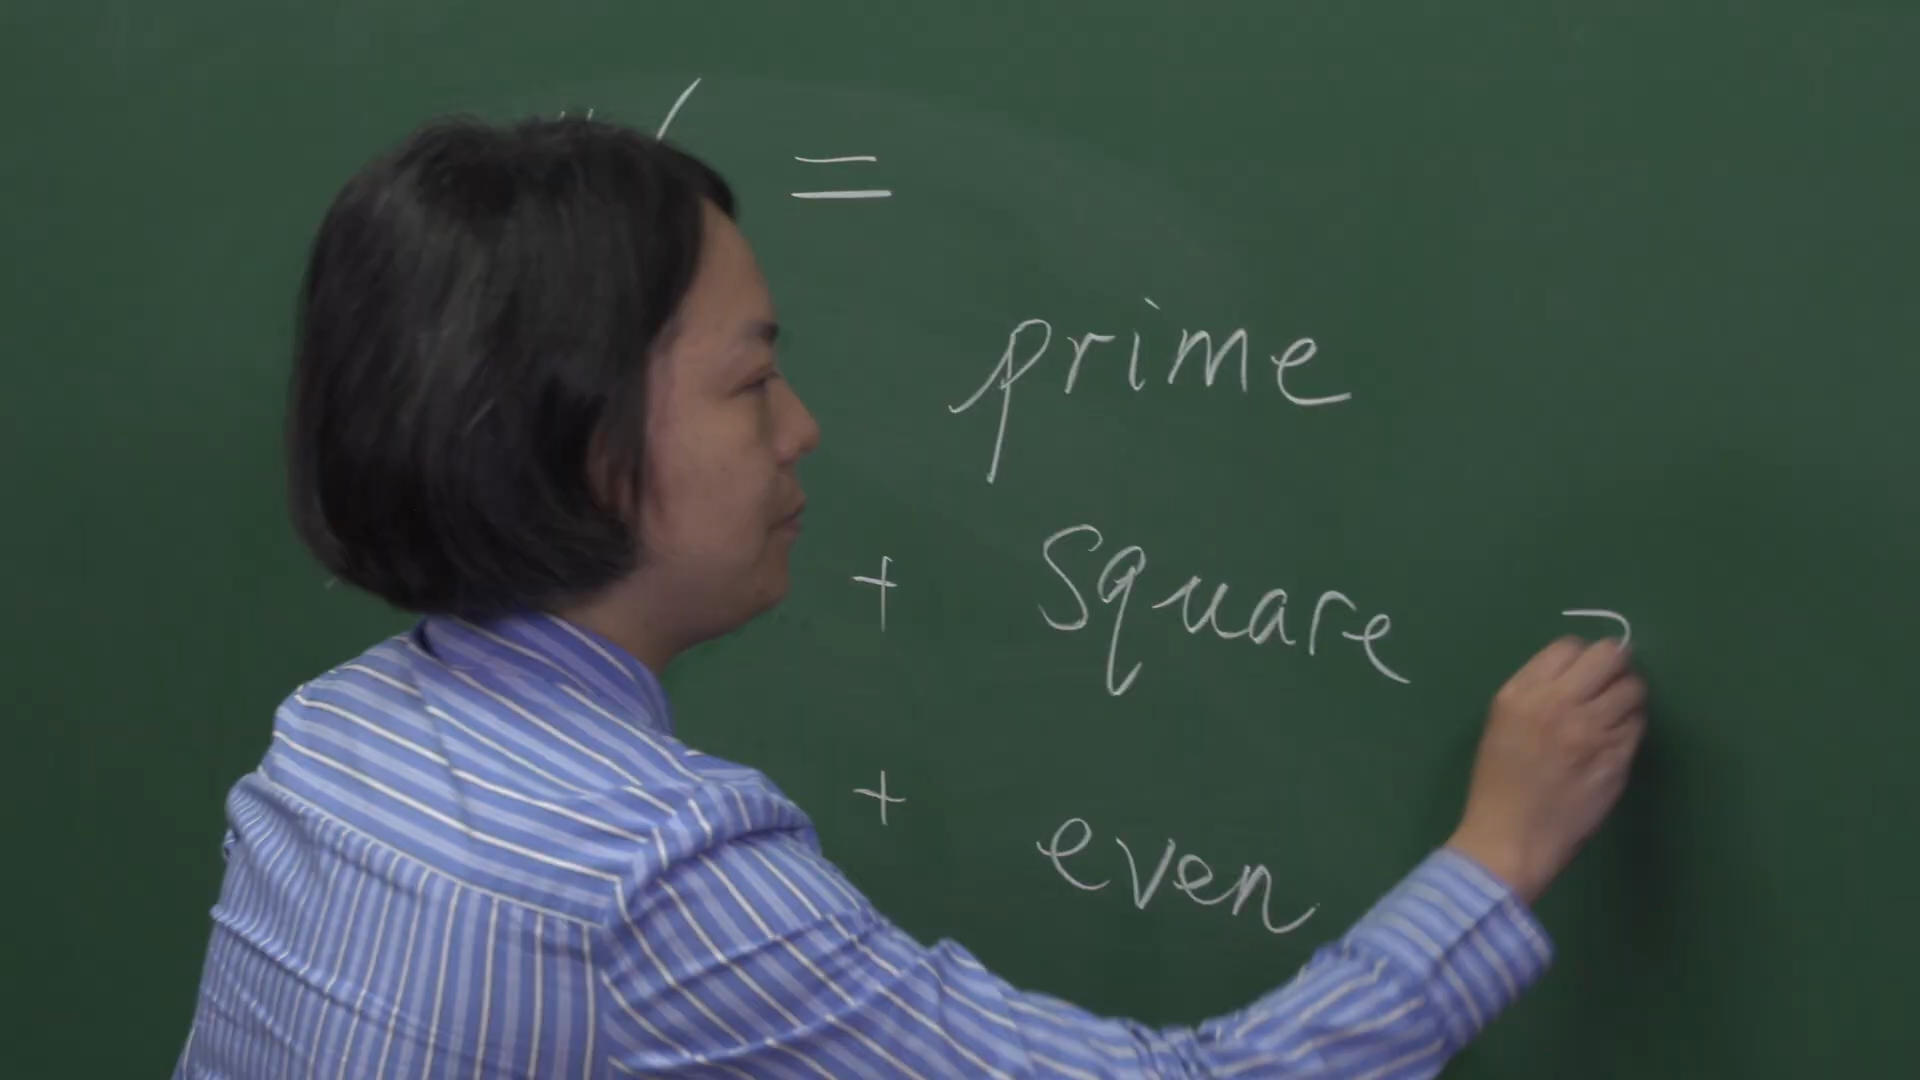 =
prime
+ square
+ even